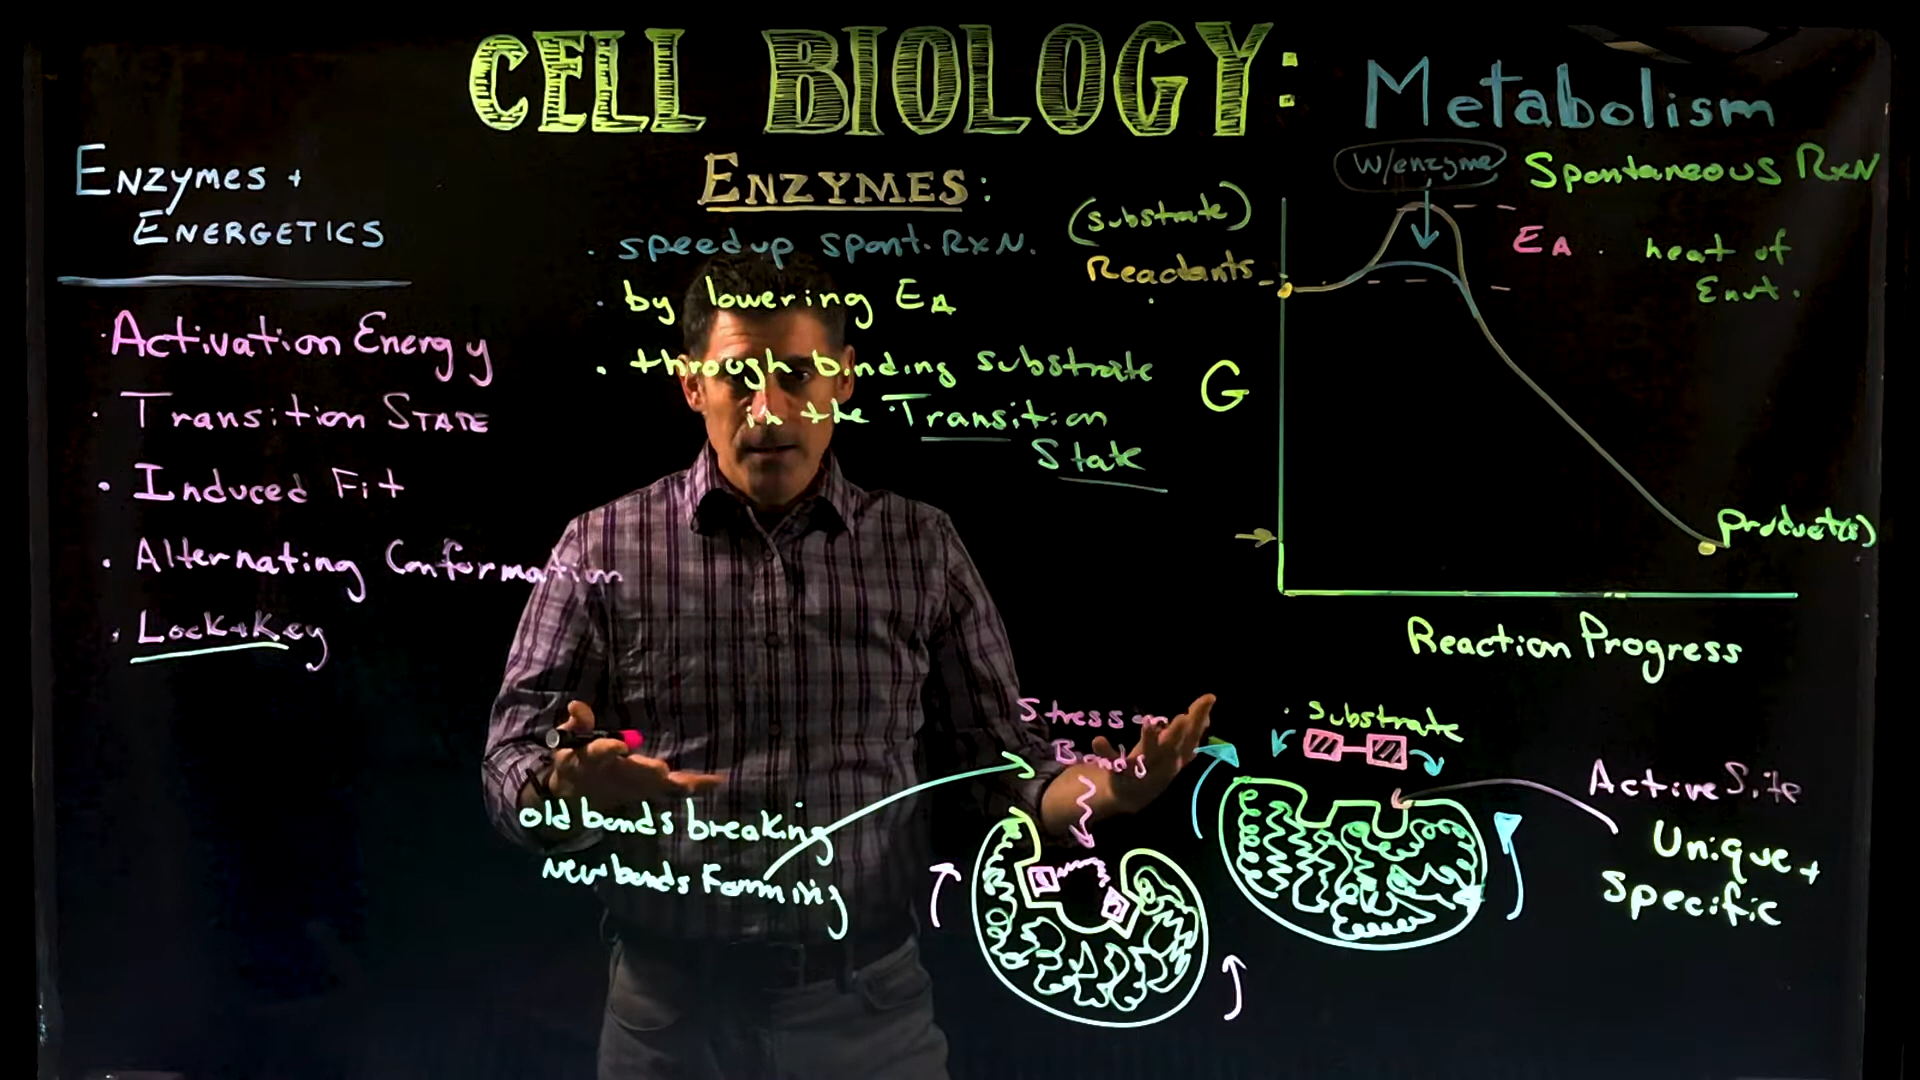 CELL BIOLOGY: Metabolism
Enzymes +
ENERGETICS
· Activation Energy
· Transition STATE
· Induced Fit
· Alternating Conformation
· Lock+Key
ENZYMES:
· speed up spont. RXN.
· by lowering EA
· through binding substrate
in the Transition
State
w/enzyme
Spontaneous RXN
(substrate)
Reactants
EA · heat of
Env.
G
product(s)
Reaction Progress
Stress on
Bonds
old bonds breaking
new bonds Forming
· substrate
Active Site
Unique +
specific